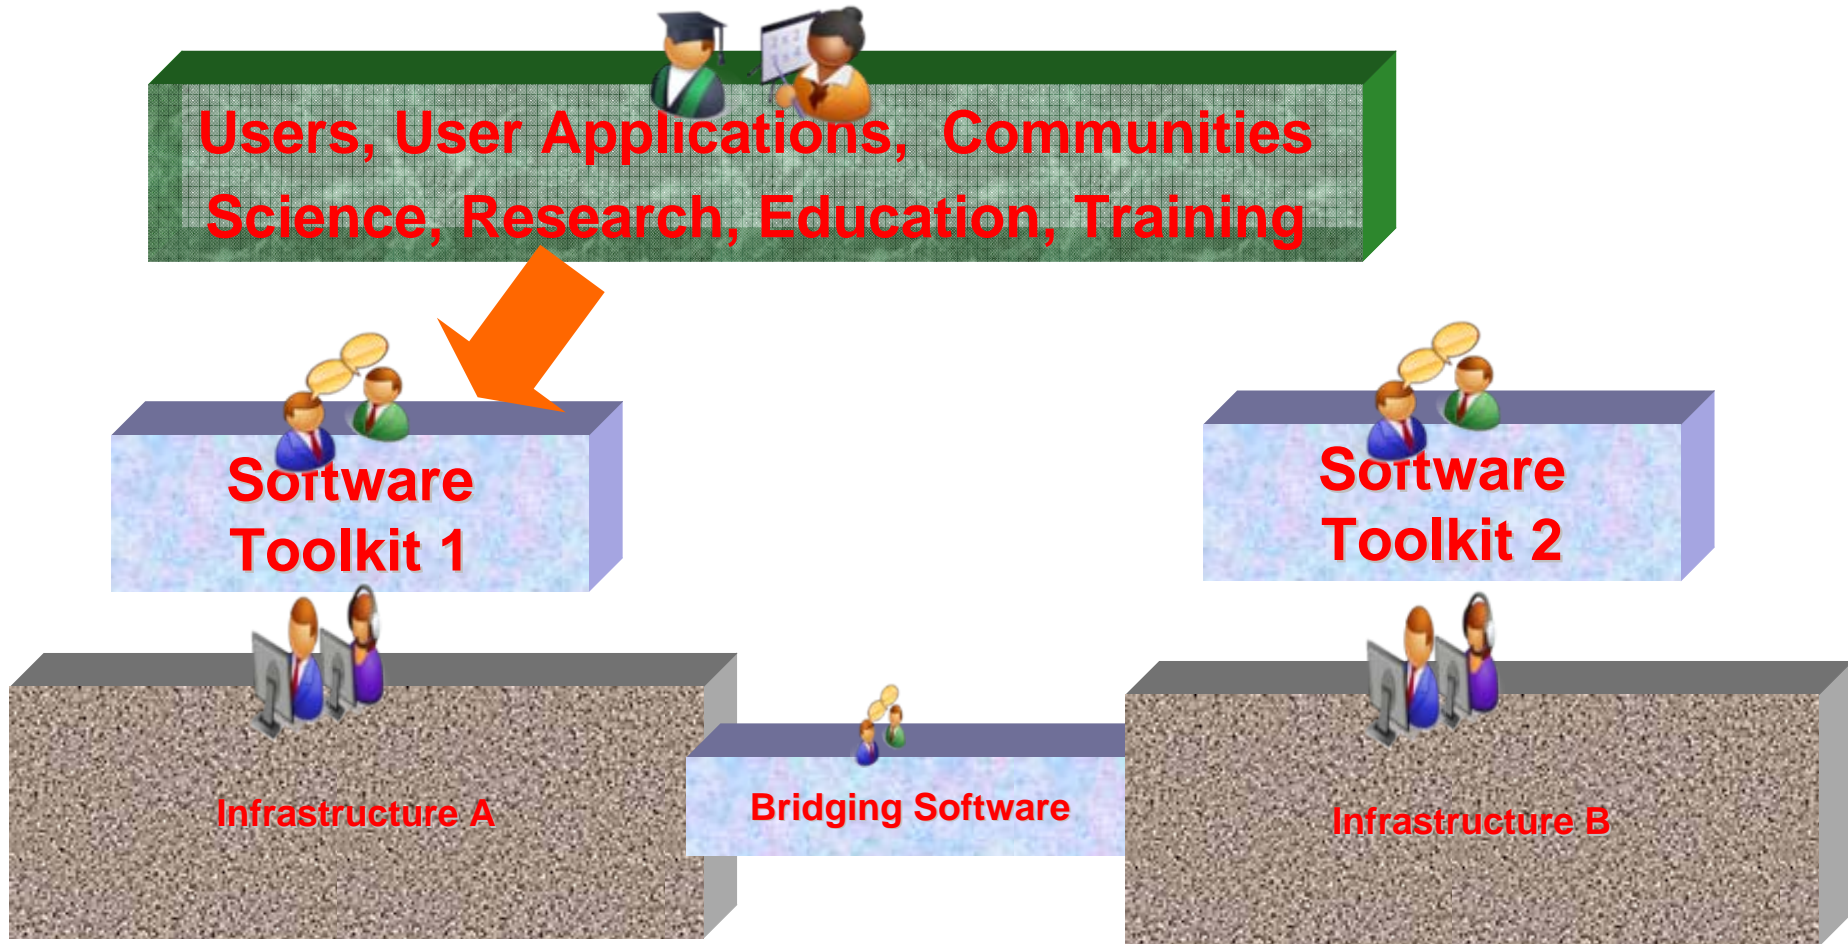 Users, User Applications, Communities
Science, Research, Education, Training
Software
Toolkit 1
Software
Toolkit 2
Infrastructure A
Bridging Software
Infrastructure B